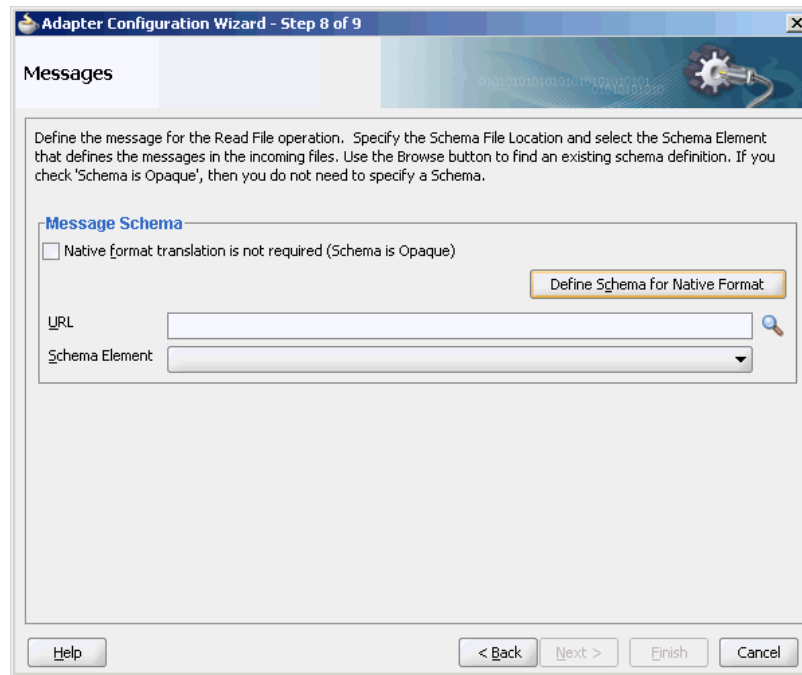 Adapter Configuration Wizard - Step 8 of 9
Messages
Define the message for the Read File operation.  Specify the Schema File Location and select the Schema Element
that defines the messages in the incoming files. Use the Browse button to find an existing schema definition. If you
check 'Schema is Opaque', then you do not need to specify a Schema.
Message Schema
Native format translation is not required (Schema is Opaque)
Define Schema for Native Format
URL
Schema Element
Help
< Back
Next >
Finish
Cancel